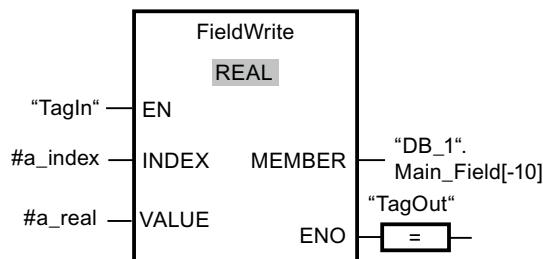 FieldWrite
REAL
“TagIn“ EN
#a_index INDEX MEMBER “DB_1“.
Main_Field[-10]
#a_real VALUE “TagOut“
ENO =